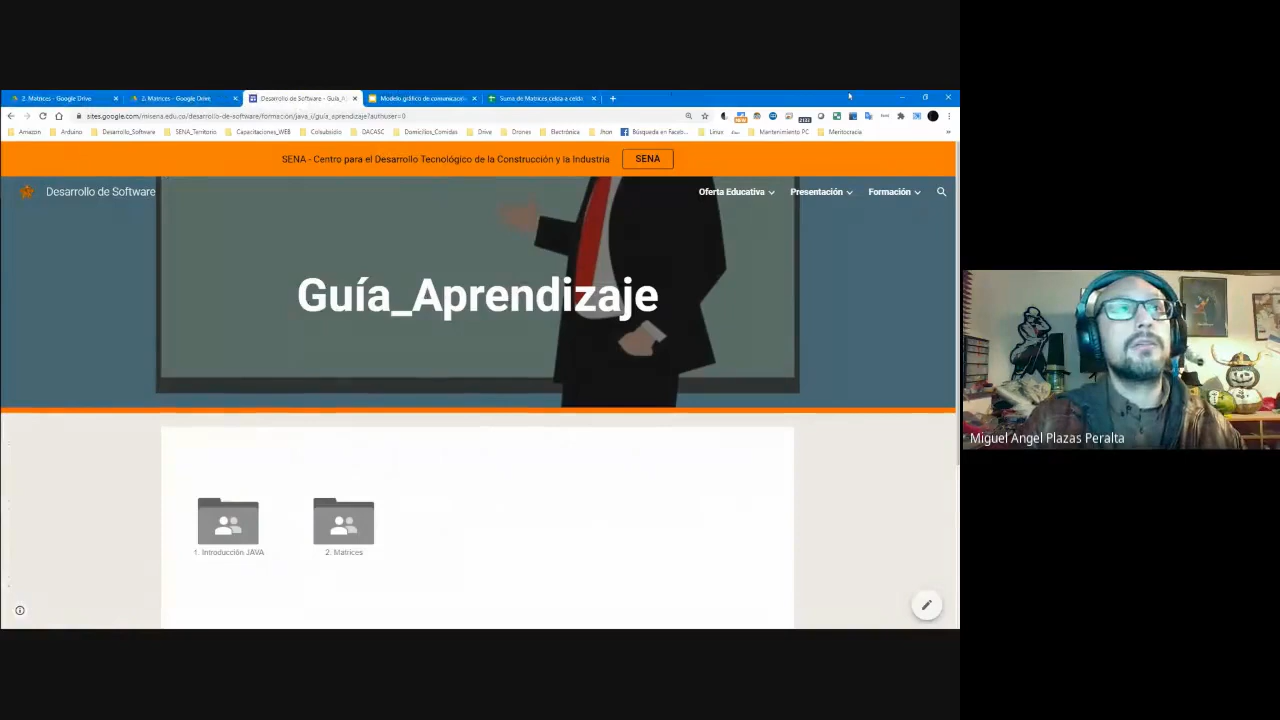 2. Matrices - Google Drive
2. Matrices - Google Drive
Desarrollo de Software - Guía_A
Modelo gráfico de comunicació
Suma de Matrices celda a celda
sites.google.com/misena.edu.co/desarrollo-de-software/formacion/java_i/guía_aprendizaje?authuser=0
Amazon
Arduino
Desarrollo_Software
SENA_Territorio
Capacitaciones_WEB
Colsubsidio
DACASC
Domicilios_Comidas
Drive
Drones
Electrónica
Jhon
Búsqueda en Faceb...
Linux
Mantenimiento PC
Meritocracia
SENA - Centro para el Desarrollo Tecnológico de la Construcción y la Industria
SENA
Desarrollo de Software
Oferta Educativa
Presentación
Formación
Guía_Aprendizaje
1. Introducción JAVA
2. Matrices
Miguel Angel Plazas Peralta